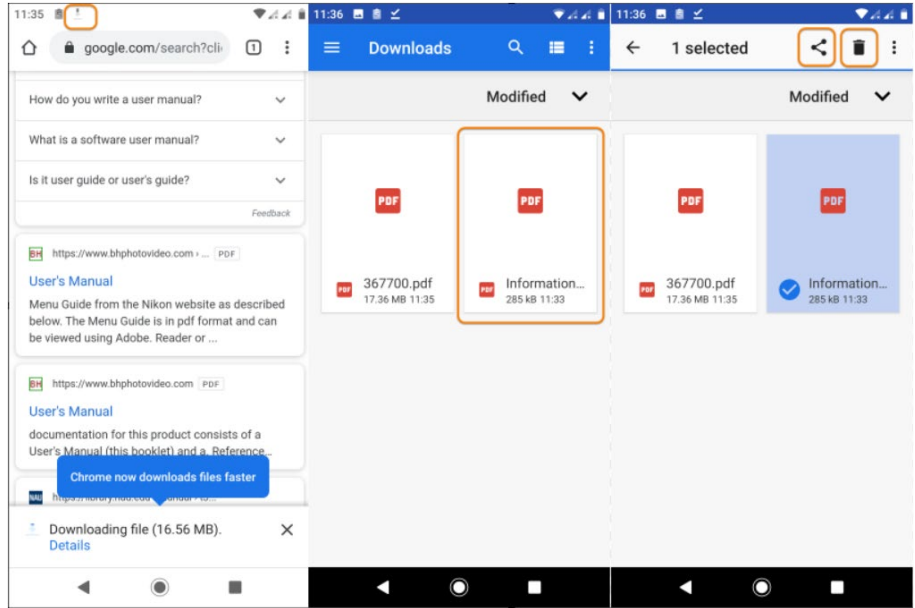 11:35
google.com/search?cli
1
How do you write a user manual?
What is a software user manual?
Is it user guide or user's guide?
Feedback
BH https://www.bhphotovideo.com › ... PDF
User's Manual
Menu Guide from the Nikon website as described
below. The Menu Guide is in pdf format and can
be viewed using Adobe. Reader or ...
BH https://www.bhphotovideo.com PDF
User's Manual
documentation for this product consists of a
User's Manual (this booklet) and a. Reference...
Chrome now downloads files faster
NAU
Downloading file (16.56 MB).
Details
11:36
Downloads
Modified
PDF
PDF
PDF 367700.pdf
17.36 MB 11:35
PDF Information...
285 kB 11:33
11:36
1 selected
Modified
PDF
PDF
PDF 367700.pdf
17.36 MB 11:35
Information...
285 kB 11:33